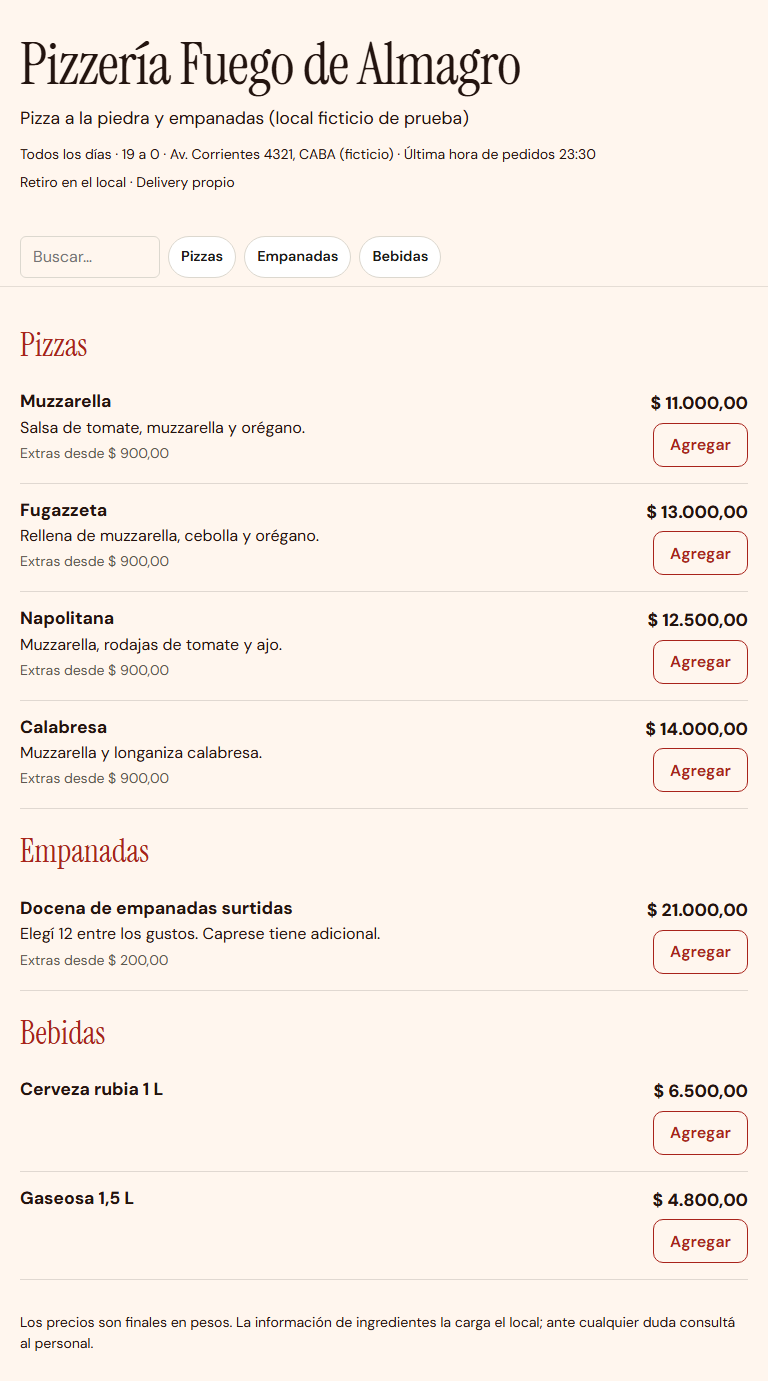 Pizzería Fuego de Almagro
Pizza a la piedra y empanadas (local ficticio de prueba)
Todos los días · 19 a 0 · Av. Corrientes 4321, CABA (ficticio) · Última hora de pedidos 23:30
Retiro en el local · Delivery propio
Buscar... Pizzas Empanadas Bebidas
Pizzas
Muzzarella $ 11.000,00
Salsa de tomate, muzzarella y orégano.
Extras desde $ 900,00
Agregar
Fugazzeta $ 13.000,00
Rellena de muzzarella, cebolla y orégano.
Extras desde $ 900,00
Agregar
Napolitana $ 12.500,00
Muzzarella, rodajas de tomate y ajo.
Extras desde $ 900,00
Agregar
Calabresa $ 14.000,00
Muzzarella y longaniza calabresa.
Extras desde $ 900,00
Agregar
Empanadas
Docena de empanadas surtidas $ 21.000,00
Elegí 12 entre los gustos. Caprese tiene adicional.
Extras desde $ 200,00
Agregar
Bebidas
Cerveza rubia 1 L $ 6.500,00
Agregar
Gaseosa 1,5 L $ 4.800,00
Agregar
Los precios son finales en pesos. La información de ingredientes la carga el local; ante cualquier duda consultá
al personal.